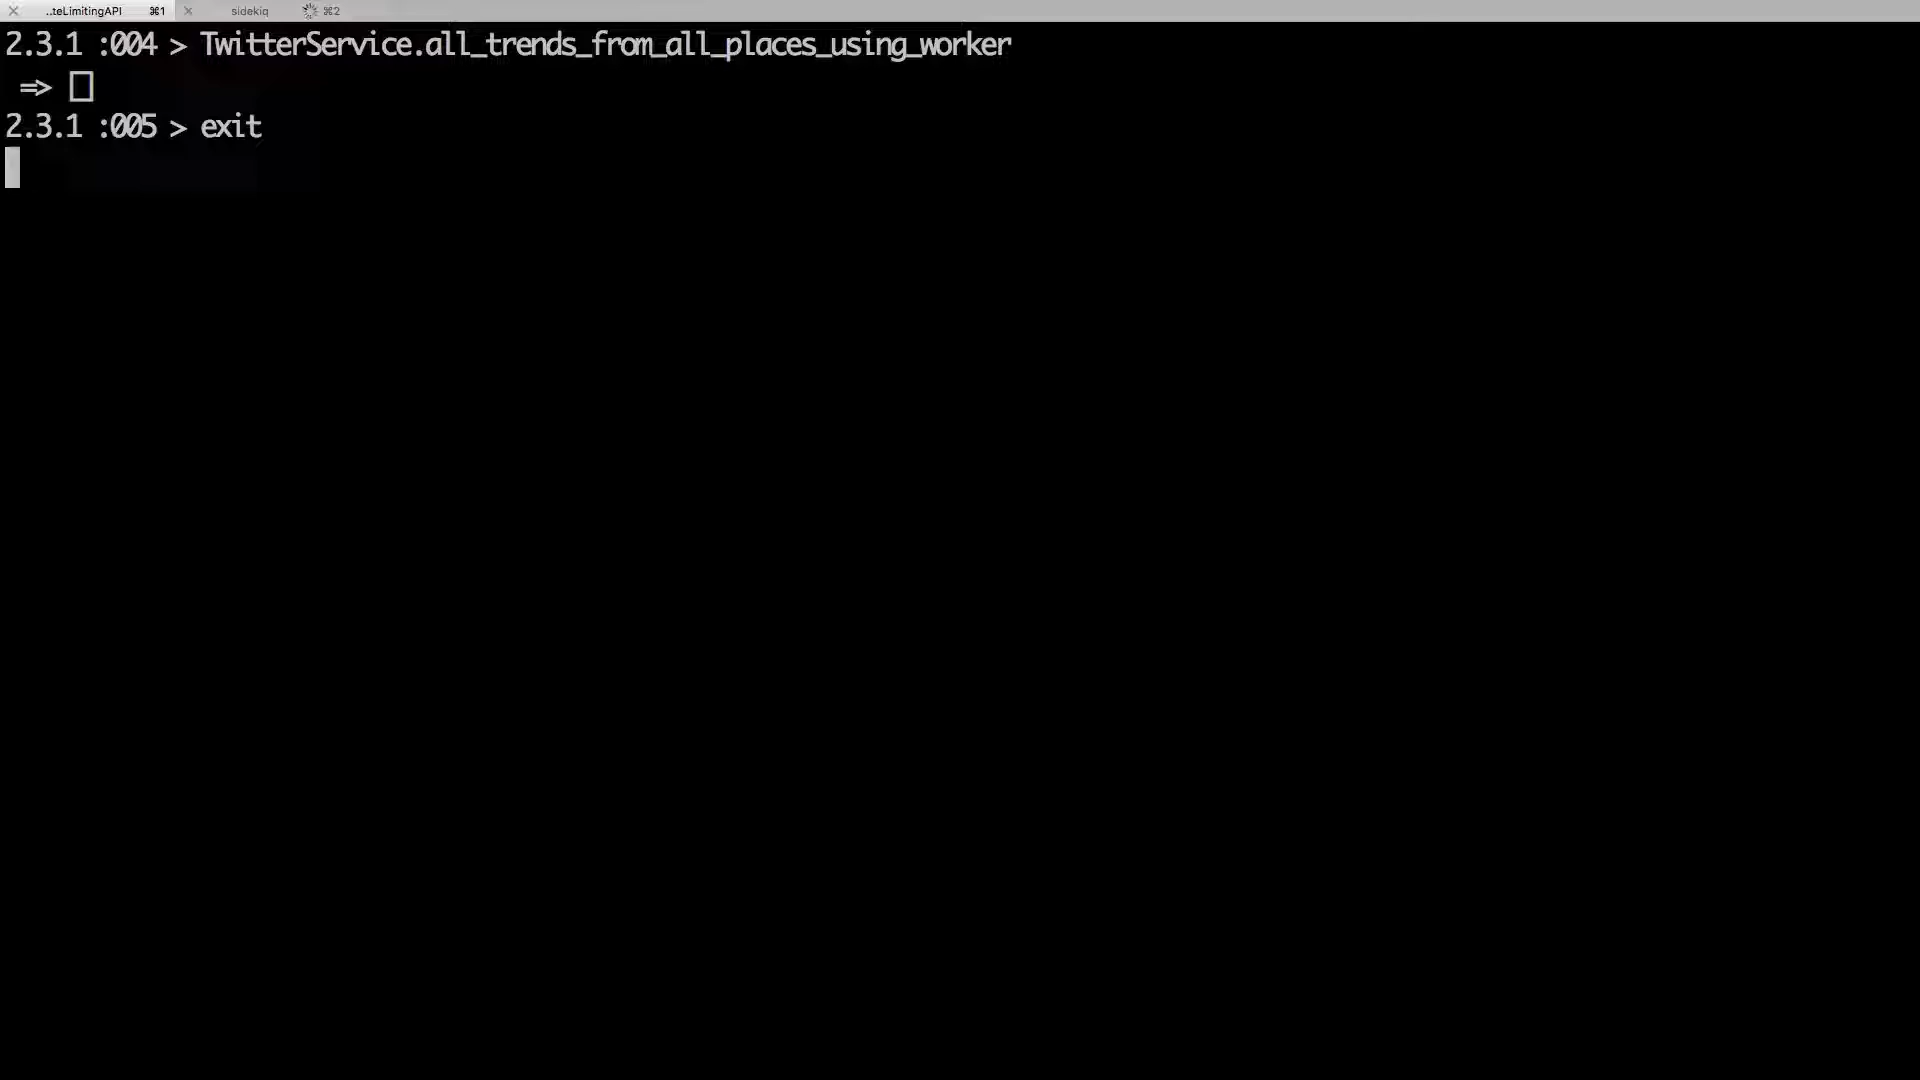 ..teLimitingAPI ⌘1 sidekiq ⌘2
2.3.1 :004 > TwitterService.all_trends_from_all_places_using_worker
=> []
2.3.1 :005 > exit